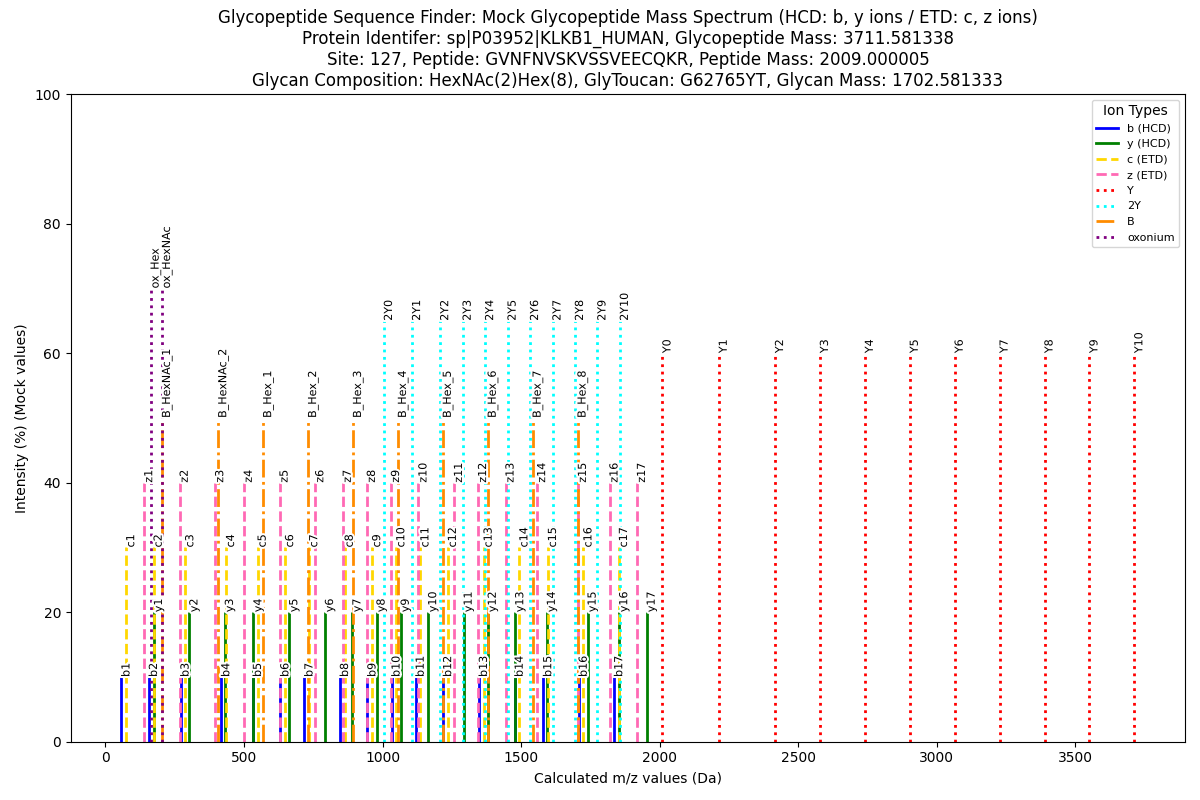 Glycopeptide Sequence Finder: Mock Glycopeptide Mass Spectrum (HCD: b, y ions / ETD: c, z ions)
Protein Identifer: sp|P03952|KLKB1_HUMAN, Glycopeptide Mass: 3711.581338
Site: 127, Peptide: GVNFNVSKVSSVEECQKR, Peptide Mass: 2009.000005
Glycan Composition: HexNAc(2)Hex(8), GlyToucan: G62765YT, Glycan Mass: 1702.581333
Ion Types
b (HCD)
y (HCD)
c (ETD)
z (ETD)
Y
2Y
B
oxonium
ox_Hex
ox_HexNAc
2Y0 2Y1 2Y2 2Y3 2Y4 2Y5 2Y6 2Y7 2Y8 2Y9 2Y10
Y0 Y1 Y2 Y3 Y4 Y5 Y6 Y7 Y8 Y9 Y10
B_HexNAc_1 B_HexNAc_2 B_Hex_1 B_Hex_2 B_Hex_3 B_Hex_4 B_Hex_5 B_Hex_6 B_Hex_7 B_Hex_8
z1 z2 z3 z4 z5 z6 z7 z8 z9 z10 z11 z12 z13 z14 z15 z16 z17
c1 c2 c3 c4 c5 c6 c7 c8 c9 c10 c11 c12 c13 c14 c15 c16 c17
y1 y2 y3 y4 y5 y6 y7 y8 y9 y10 y11 y12 y13 y14 y15 y16 y17
b1 b2 b3 b4 b5 b6 b7 b8 b9 b10 b11 b12 b13 b14 b15 b16 b17
100
80
60
40
20
0
Intensity (%) (Mock values)
0 500 1000 1500 2000 2500 3000 3500
Calculated m/z values (Da)